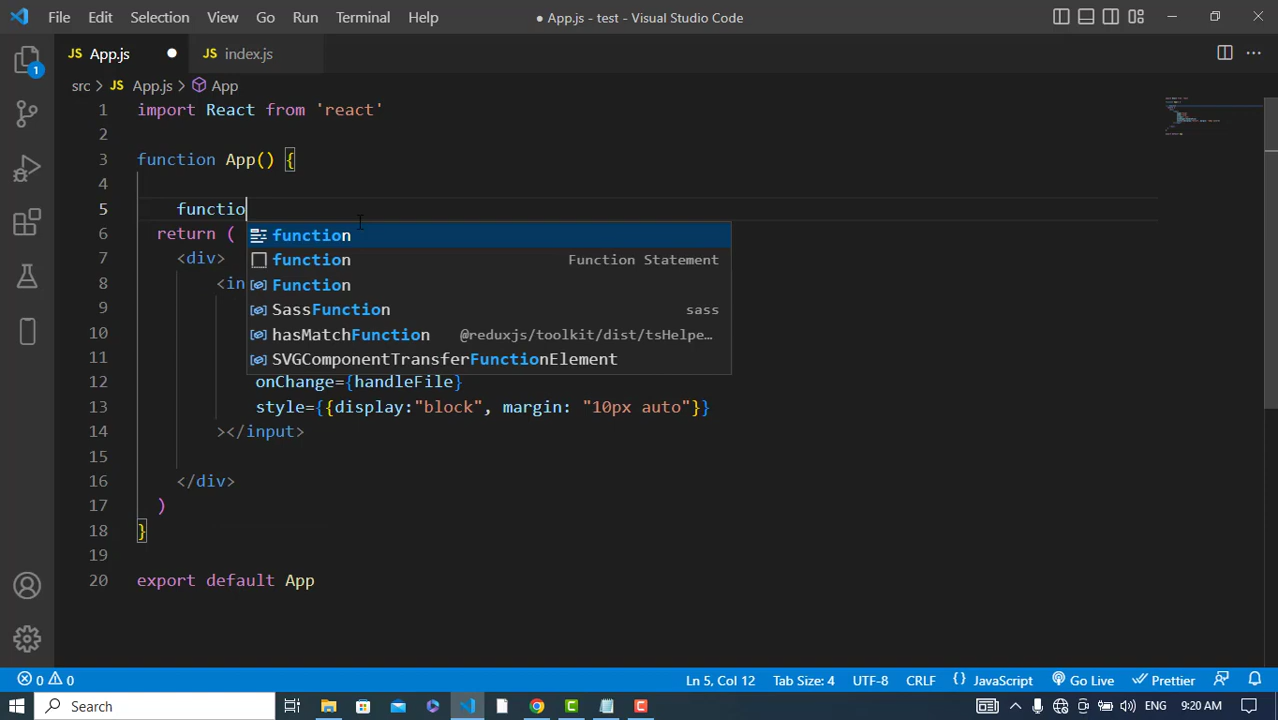 File Edit Selection View Go Run Terminal Help ● App.js - test - Visual Studio Code
JS App.js ● JS index.js
src > JS App.js > App
1 import React from 'react'
2
3 function App() {
4
5 functio
6 return (
7 <div>
8 <in
9
10
11
12 onChange={handleFile}
13 style={{display:"block", margin: "10px auto"}}
14 ></input>
15
16 </div>
17 )
18 }
19
20 export default App
function
function Function Statement
Function
SassFunction sass
hasMatchFunction @reduxjs/toolkit/dist/tsHelpe…
SVGComponentTransferFunctionElement
1
0 0 Ln 5, Col 12 Tab Size: 4 UTF-8 CRLF {} JavaScript Go Live Prettier
Search ENG 9:20 AM